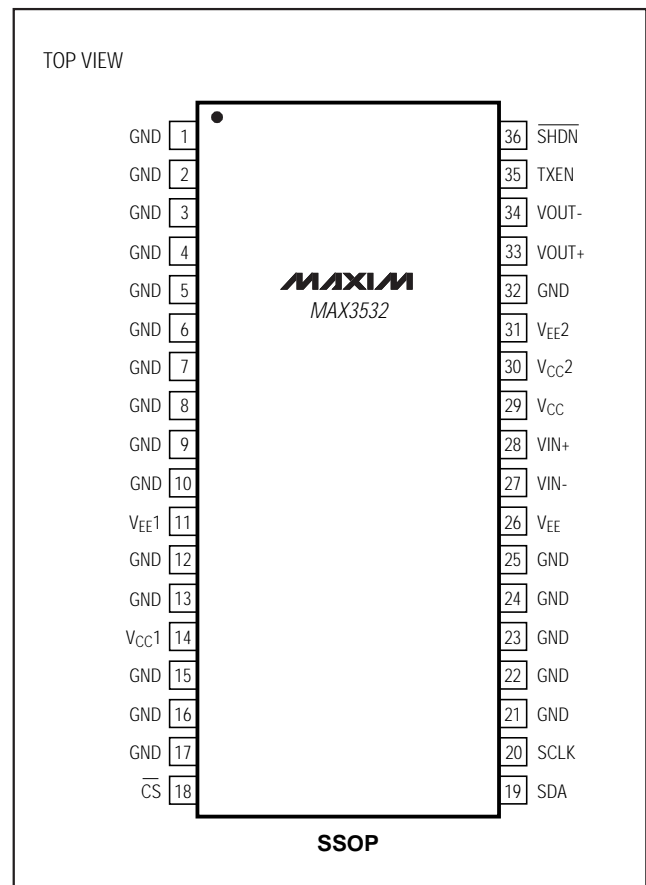 TOP VIEW
GND 1
GND 2
GND 3
GND 4
GND 5
GND 6
GND 7
GND 8
GND 9
GND 10
VEE1 11
GND 12
GND 13
VCC1 14
GND 15
GND 16
GND 17
CS 18
MAXIM
MAX3532
36 SHDN
35 TXEN
34 VOUT-
33 VOUT+
32 GND
31 VEE2
30 VCC2
29 VCC
28 VIN+
27 VIN-
26 VEE
25 GND
24 GND
23 GND
22 GND
21 GND
20 SCLK
19 SDA
SSOP